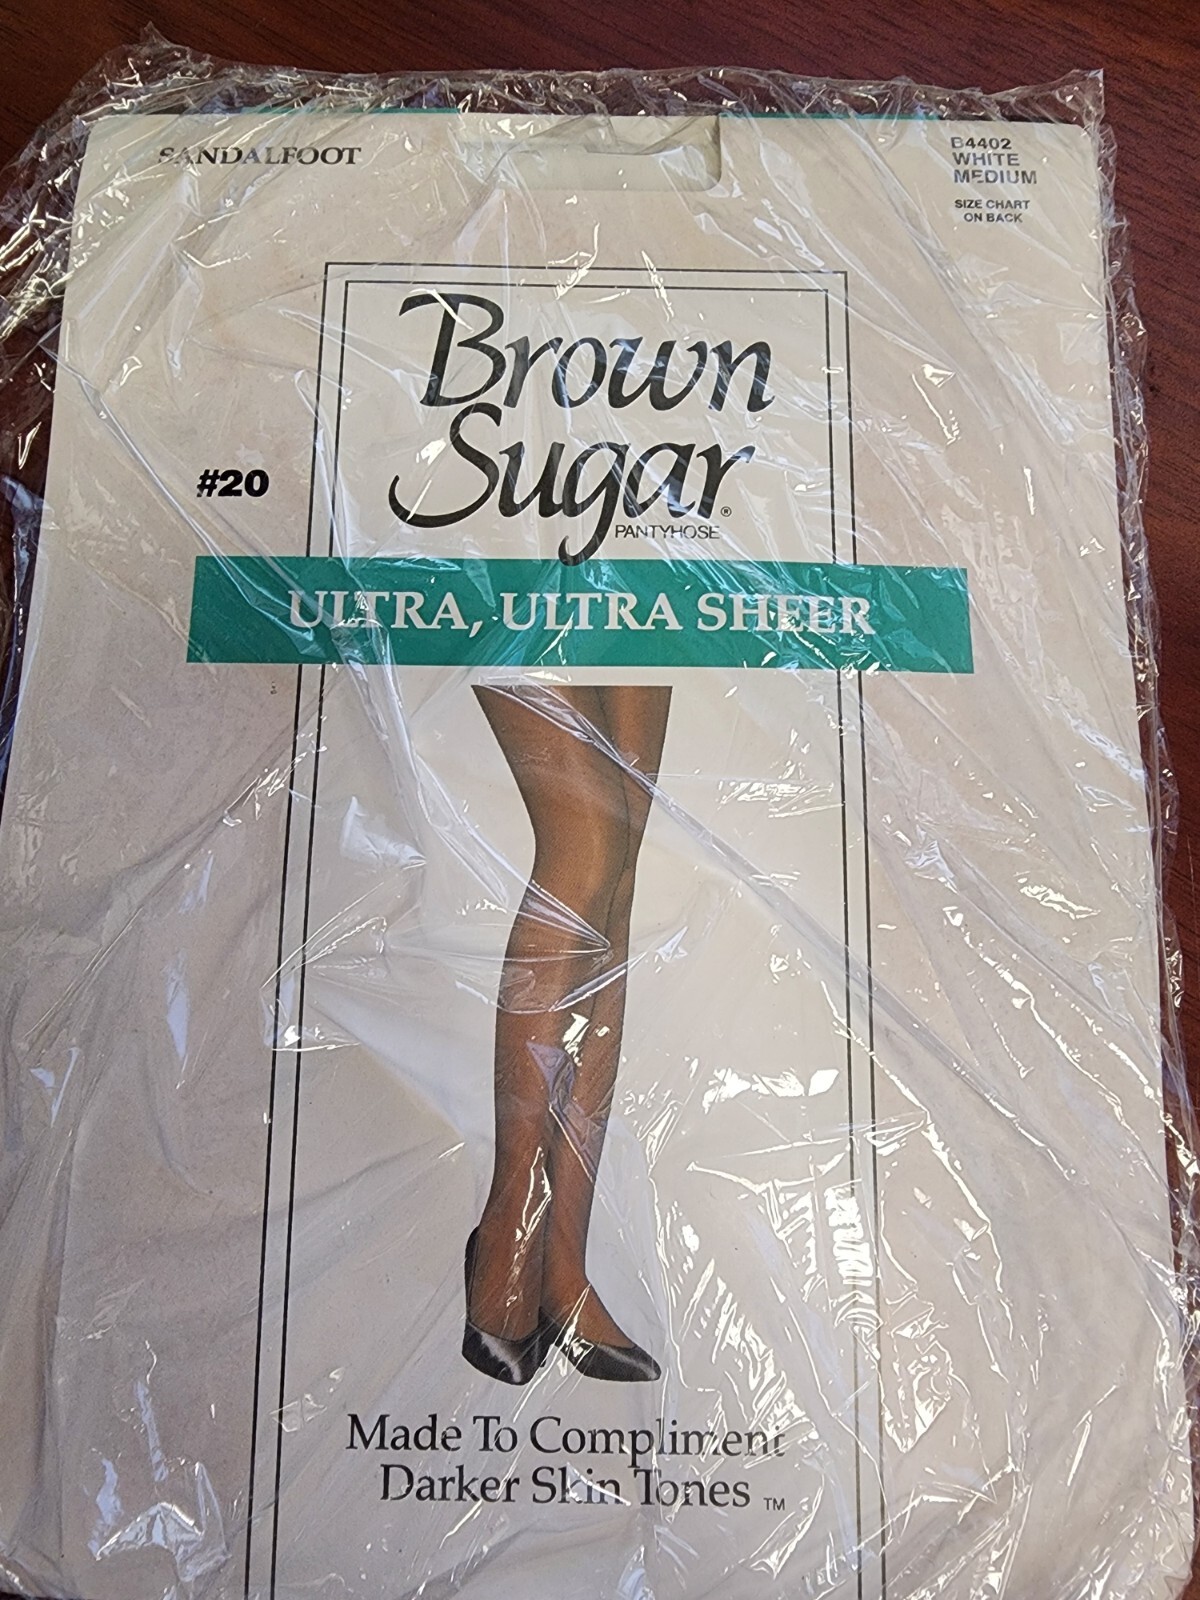 SANDALFOOT
B4402
WHITE
MEDIUM
SIZE CHART
ON BACK
Brown
Sugar®
PANTYHOSE
#20
ULTRA, ULTRA SHEER
Made To Compliment
Darker Skin Tones ™